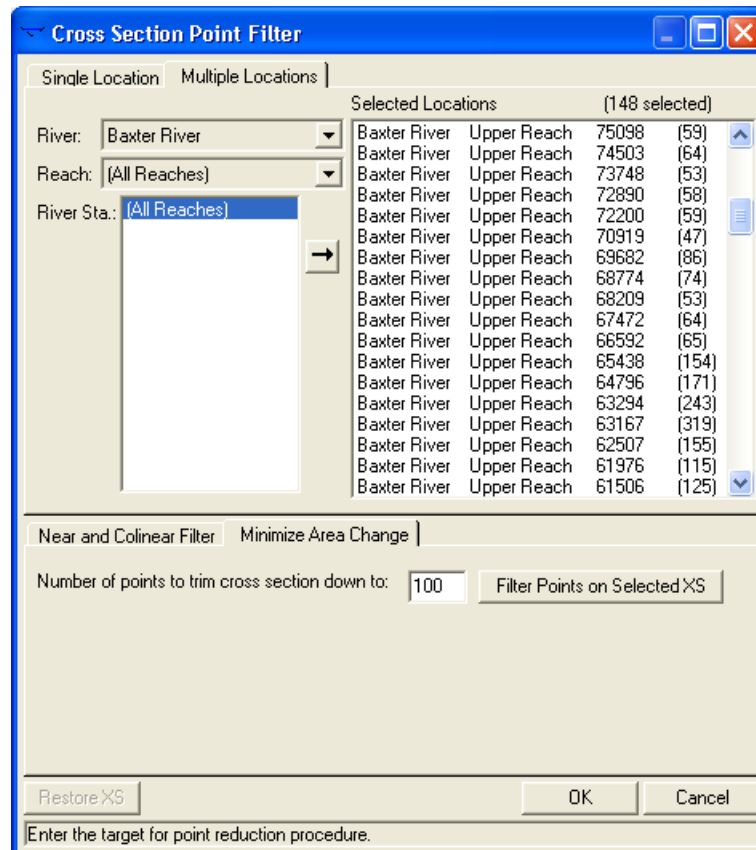 Cross Section Point Filter
Single Location Multiple Locations
Selected Locations (148 selected)
River: Baxter River
Reach: (All Reaches)
River Sta.: (All Reaches)
Baxter River Upper Reach 75098 (59)
Baxter River Upper Reach 74503 (64)
Baxter River Upper Reach 73748 (53)
Baxter River Upper Reach 72890 (58)
Baxter River Upper Reach 72200 (59)
Baxter River Upper Reach 70919 (47)
Baxter River Upper Reach 69682 (86)
Baxter River Upper Reach 68774 (74)
Baxter River Upper Reach 68209 (53)
Baxter River Upper Reach 67472 (64)
Baxter River Upper Reach 66592 (65)
Baxter River Upper Reach 65438 (154)
Baxter River Upper Reach 64796 (171)
Baxter River Upper Reach 63294 (243)
Baxter River Upper Reach 63167 (319)
Baxter River Upper Reach 62507 (155)
Baxter River Upper Reach 61976 (115)
Baxter River Upper Reach 61506 (125)
Near and Colinear Filter Minimize Area Change
Number of points to trim cross section down to: 100 Filter Points on Selected XS
Restore XS OK Cancel
Enter the target for point reduction procedure.